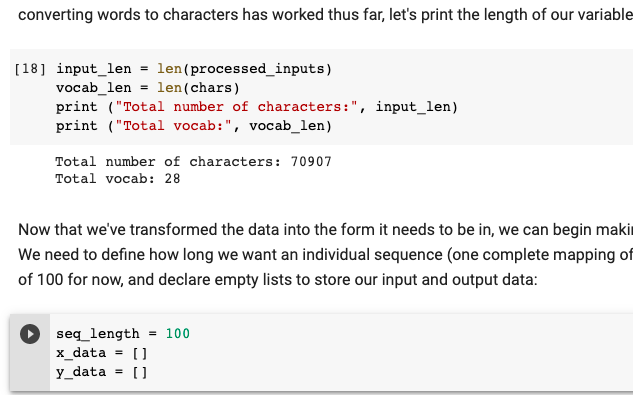 converting words to characters has worked thus far, let's print the length of our variable
[18] input_len = len(processed_inputs)
vocab_len = len(chars)
print ("Total number of characters:", input_len)
print ("Total vocab:", vocab_len)
Total number of characters: 70907
Total vocab: 28
Now that we've transformed the data into the form it needs to be in, we can begin
We need to define how long we want an individual sequence (one complete mapping of
of 100 for now, and declare empty lists to store our input and output data:
seq_length = 100
x_data = []
y_data = []